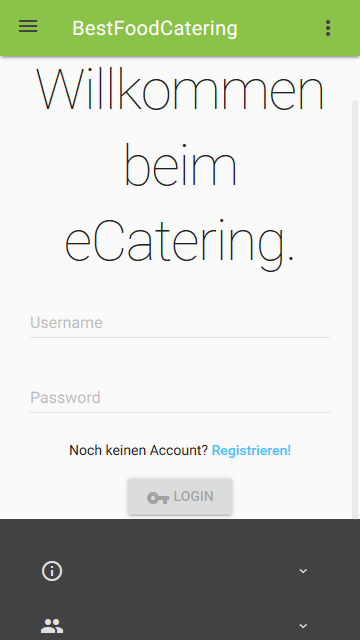 BestFoodCatering
Willkommen
beim
eCatering.
Username
Password
Noch keinen Account? Registrieren!
LOGIN